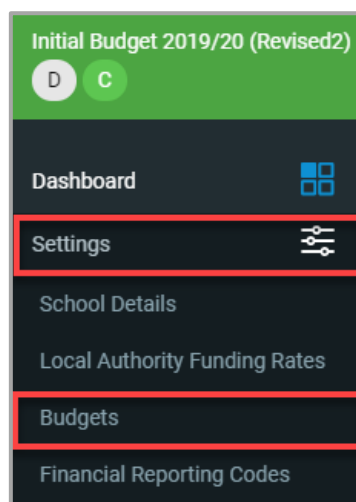 Initial Budget 2019/20 (Revised2)
D C
Dashboard
Settings
School Details
Local Authority Funding Rates
Budgets
Financial Reporting Codes